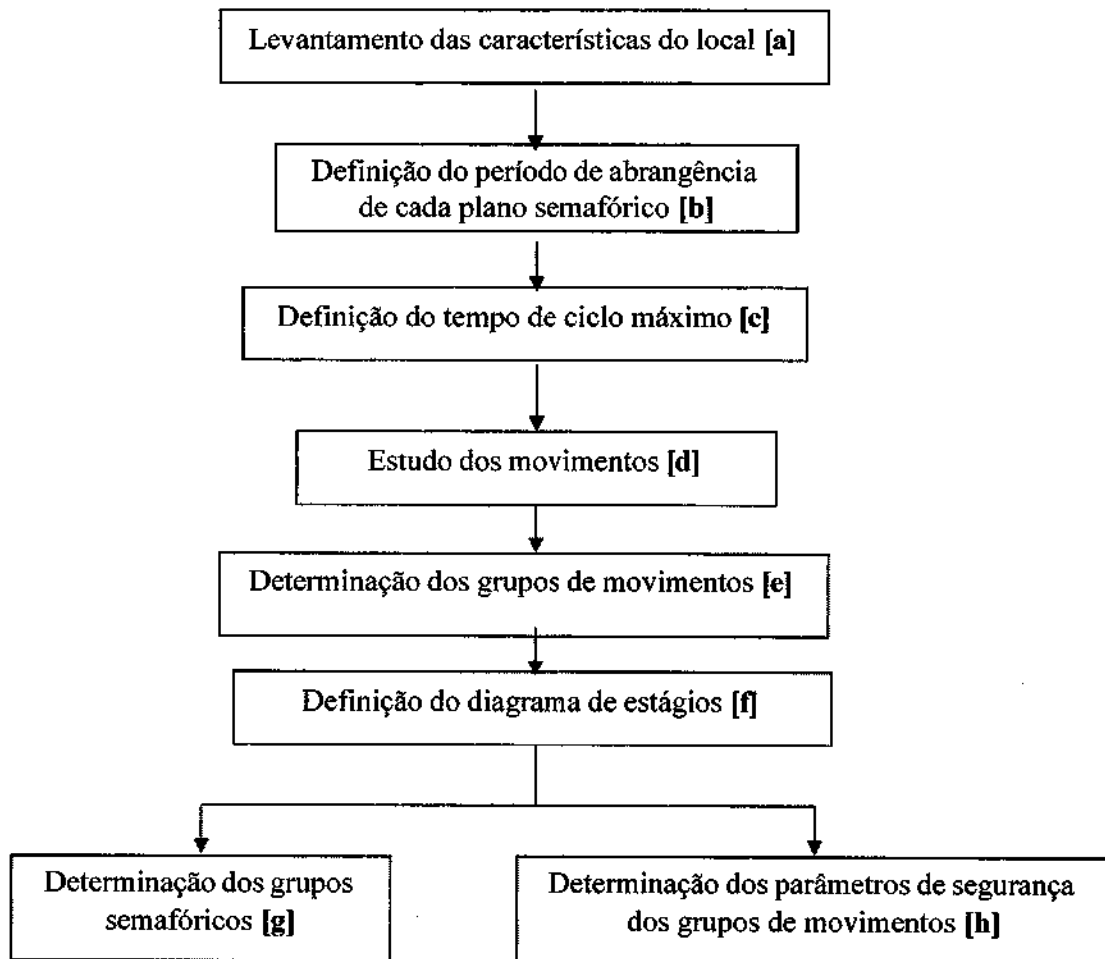 Levantamento das características do local [a]
Definição do período de abrangência
de cada plano semafórico [b]
Definição do tempo de ciclo máximo [c]
Estudo dos movimentos [d]
Determinação dos grupos de movimentos [e]
Definição do diagrama de estágios [f]
Determinação dos grupos
semafóricos [g]
Determinação dos parâmetros de segurança
dos grupos de movimentos [h]